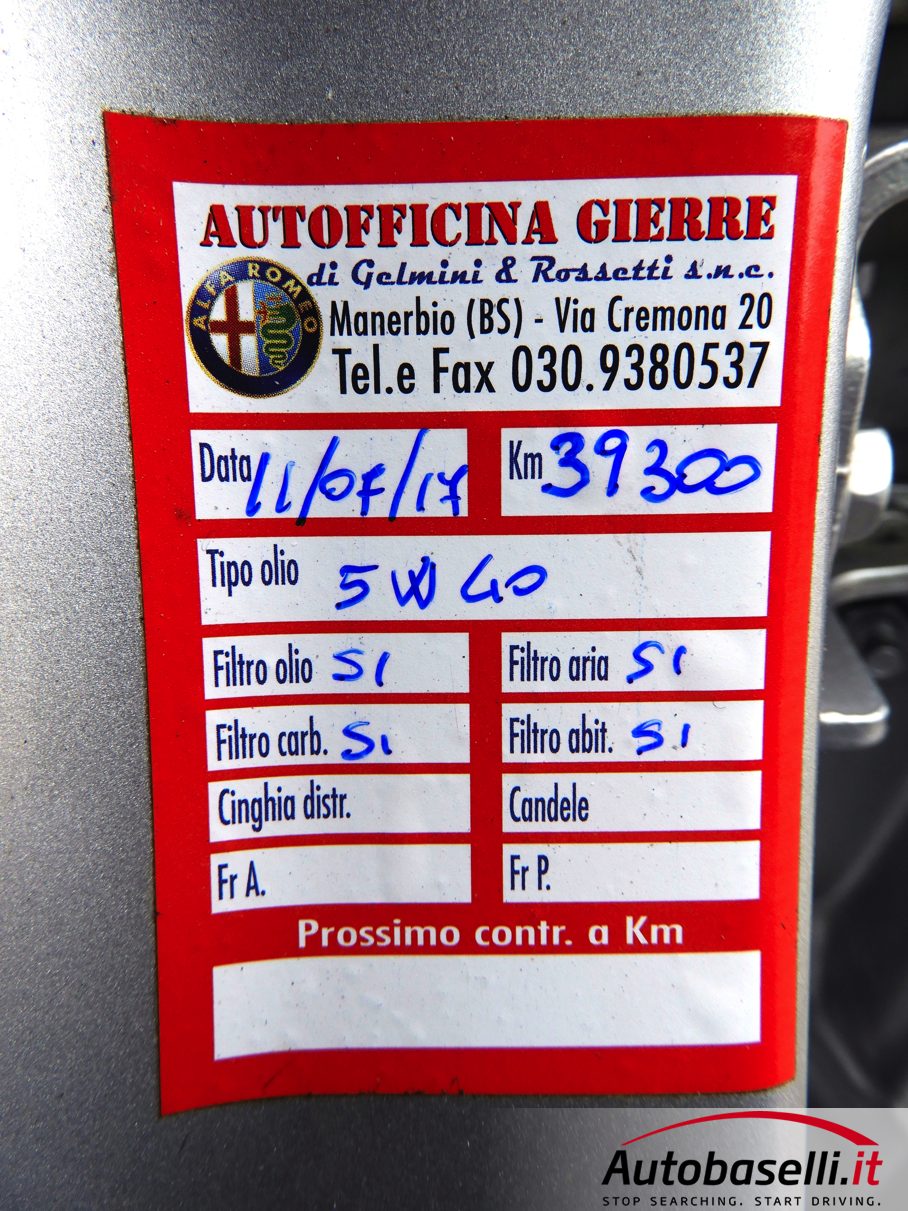 AUTOFFICINA GIERRE
di Gelmini & Rossetti s.n.c.
ALFA ROMEO
Manerbio (BS) - Via Cremona 20
Tel.e Fax 030.9380537
Data 11/07/17 Km 39300
Tipo olio 5W40
Filtro olio SI Filtro aria SI
Filtro carb. SI Filtro abit. SI
Cinghia distr. Candele
Fr A. Fr P.
Prossimo contr. a Km
Autobaselli.it
STOP SEARCHING. START DRIVING.